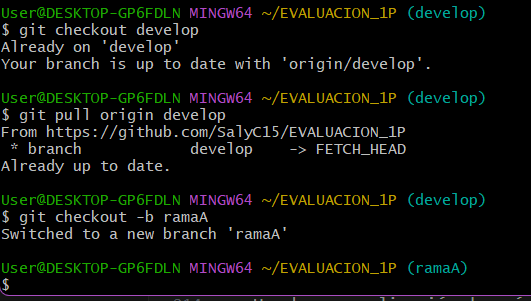 User@DESKTOP-GP6FDLN MINGW64 ~/EVALUACION_1P (develop)
$ git checkout develop
Already on 'develop'
Your branch is up to date with 'origin/develop'.
User@DESKTOP-GP6FDLN MINGW64 ~/EVALUACION_1P (develop)
$ git pull origin develop
From https://github.com/SalyC15/EVALUACION_1P
 * branch            develop    -> FETCH_HEAD
Already up to date.
User@DESKTOP-GP6FDLN MINGW64 ~/EVALUACION_1P (develop)
$ git checkout -b ramaA
Switched to a new branch 'ramaA'
User@DESKTOP-GP6FDLN MINGW64 ~/EVALUACION_1P (ramaA)
$